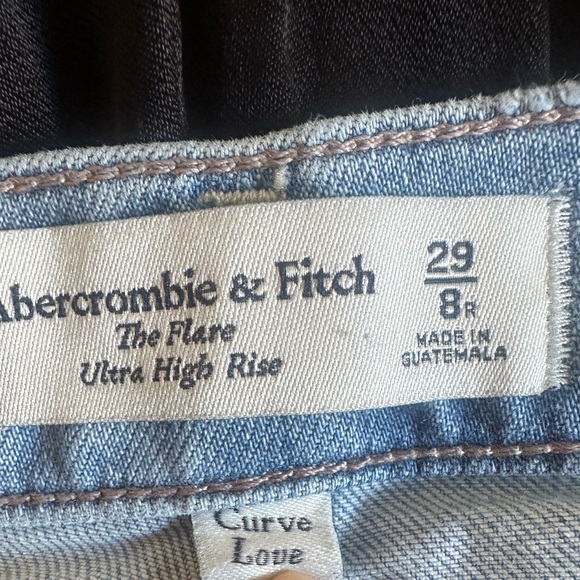 Abercrombie & Fitch
The Flare
Ultra High Rise
29
8R
MADE IN
GUATEMALA
Curve
Love